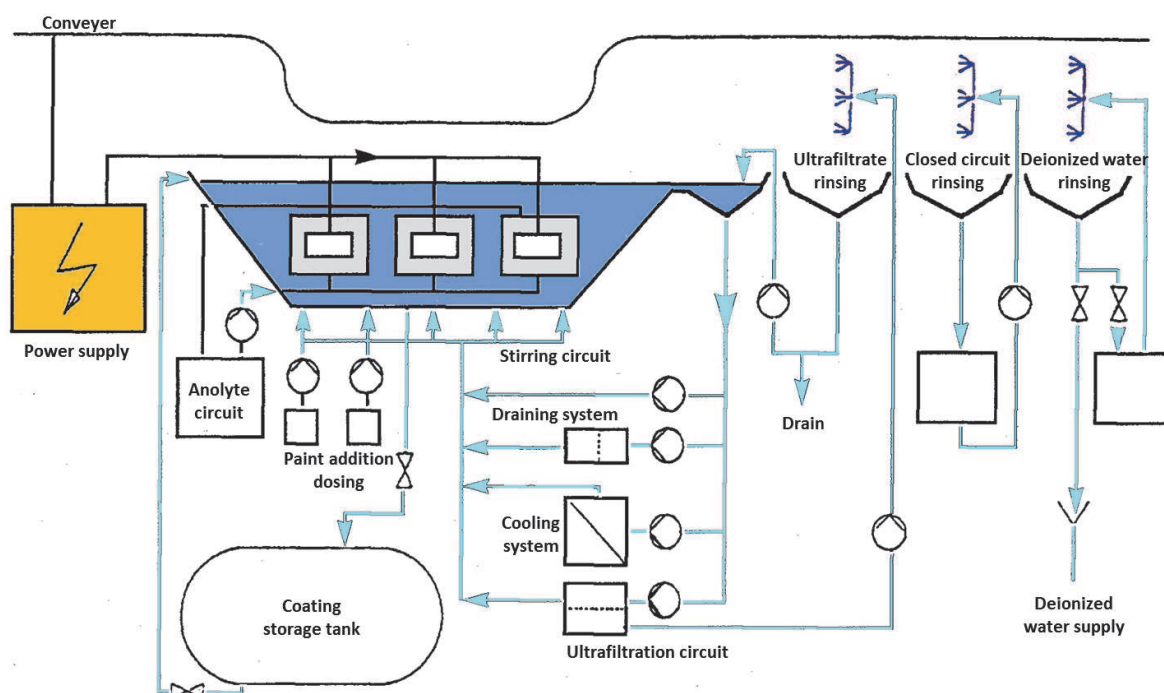 Conveyer
Ultrafiltrate
rinsing
Closed circuit
rinsing
Deionized water
rinsing
Power supply
Stirring circuit
Anolyte
circuit
Draining system
Drain
Paint addition
dosing
Cooling
system
Coating
storage tank
Deionized
water supply
Ultrafiltration circuit